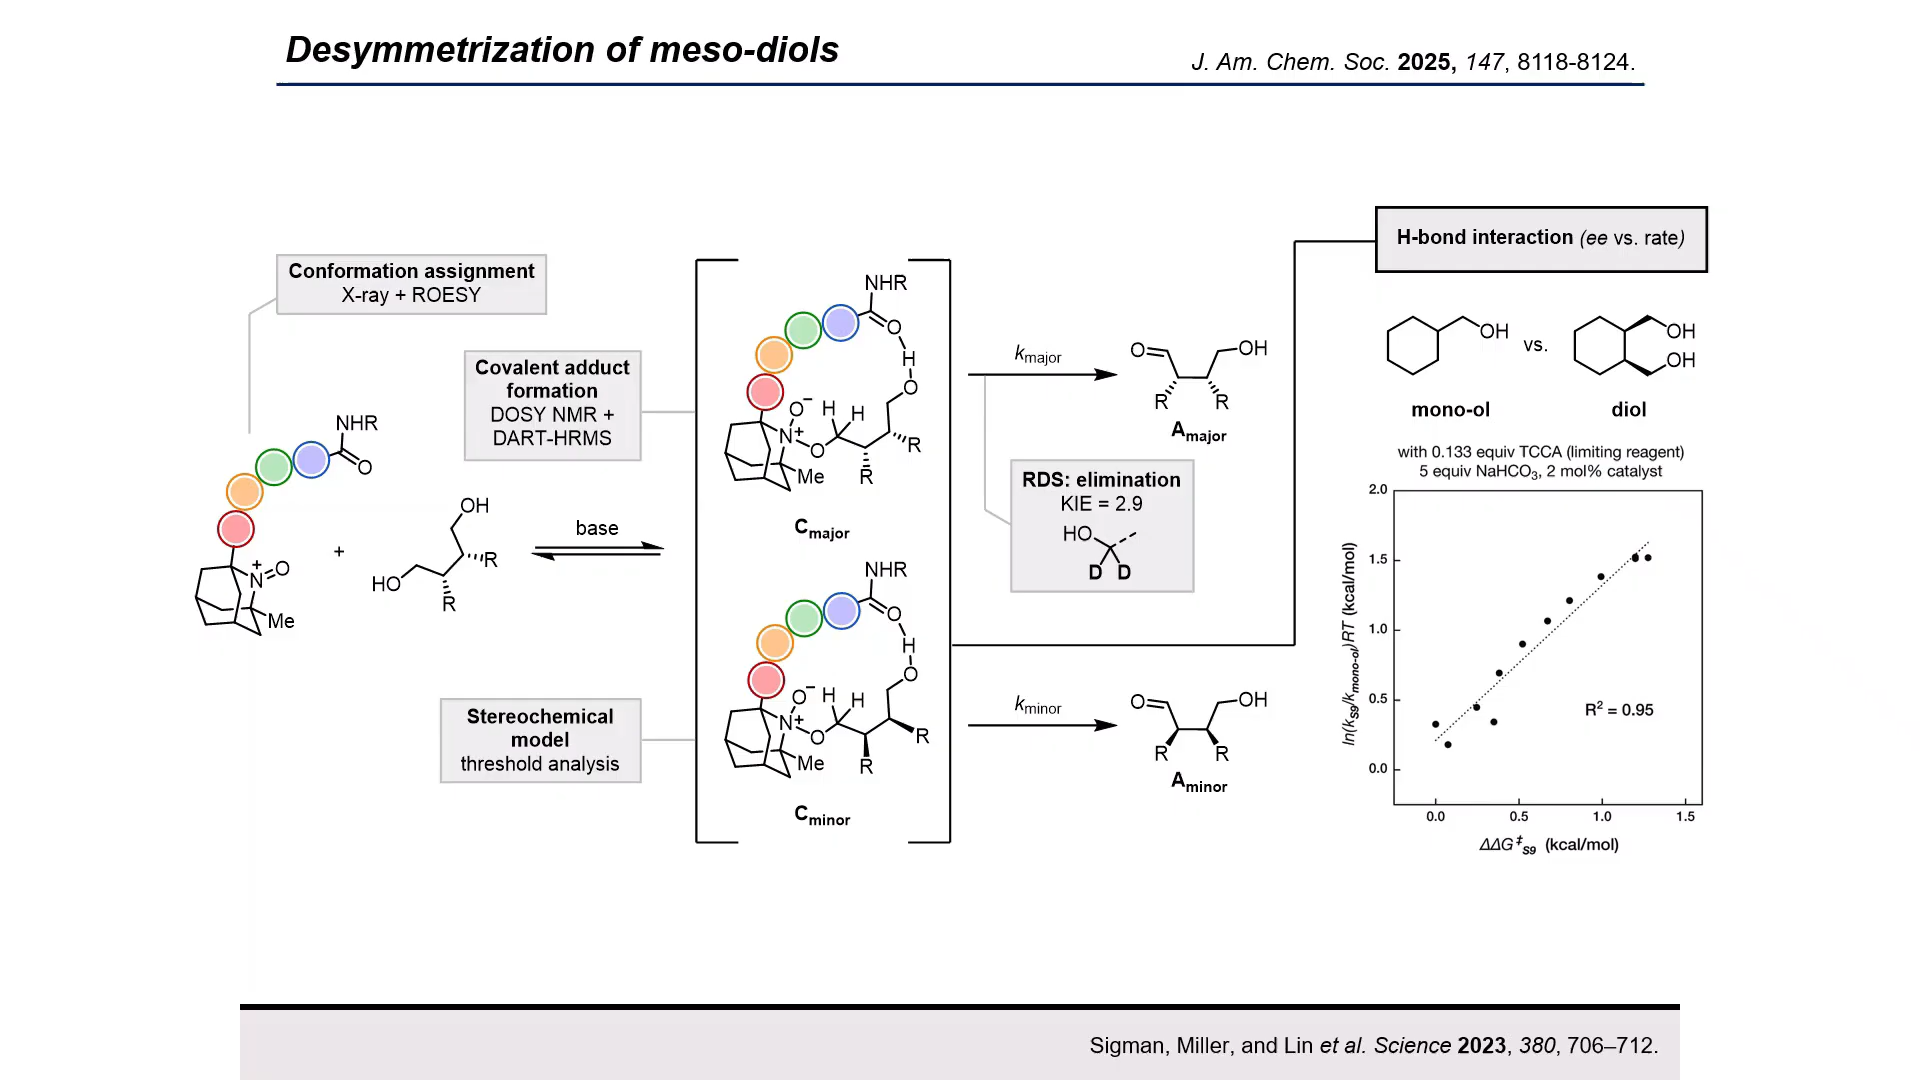 Desymmetrization of meso-diols
J. Am. Chem. Soc. 2025, 147, 8118-8124.
Conformation assignment
X-ray + ROESY
Covalent adduct
formation
DOSY NMR +
DART-HRMS
Stereochemical
model
threshold analysis
NHR
O
+
N
O
Me
+
OH
HO
R
R
base
NHR
O
H
O
O−
H
H
N+
O
R
R
Me
Cmajor
NHR
O
H
O
O−
H
H
N+
O
R
R
Me
Cminor
kmajor
O
OH
R
R
Amajor
RDS: elimination
KIE = 2.9
HO
D
D
kminor
O
OH
R
R
Aminor
H-bond interaction (ee vs. rate)
OH
vs.
OH
OH
mono-ol
diol
with 0.133 equiv TCCA (limiting reagent)
5 equiv NaHCO3, 2 mol% catalyst
2.0
1.5
1.0
0.5
0.0
ln(kS9/kmono-ol)RT (kcal/mol)
R2 = 0.95
0.0
0.5
1.0
1.5
ΔΔG‡S9 (kcal/mol)
Sigman, Miller, and Lin et al. Science 2023, 380, 706–712.